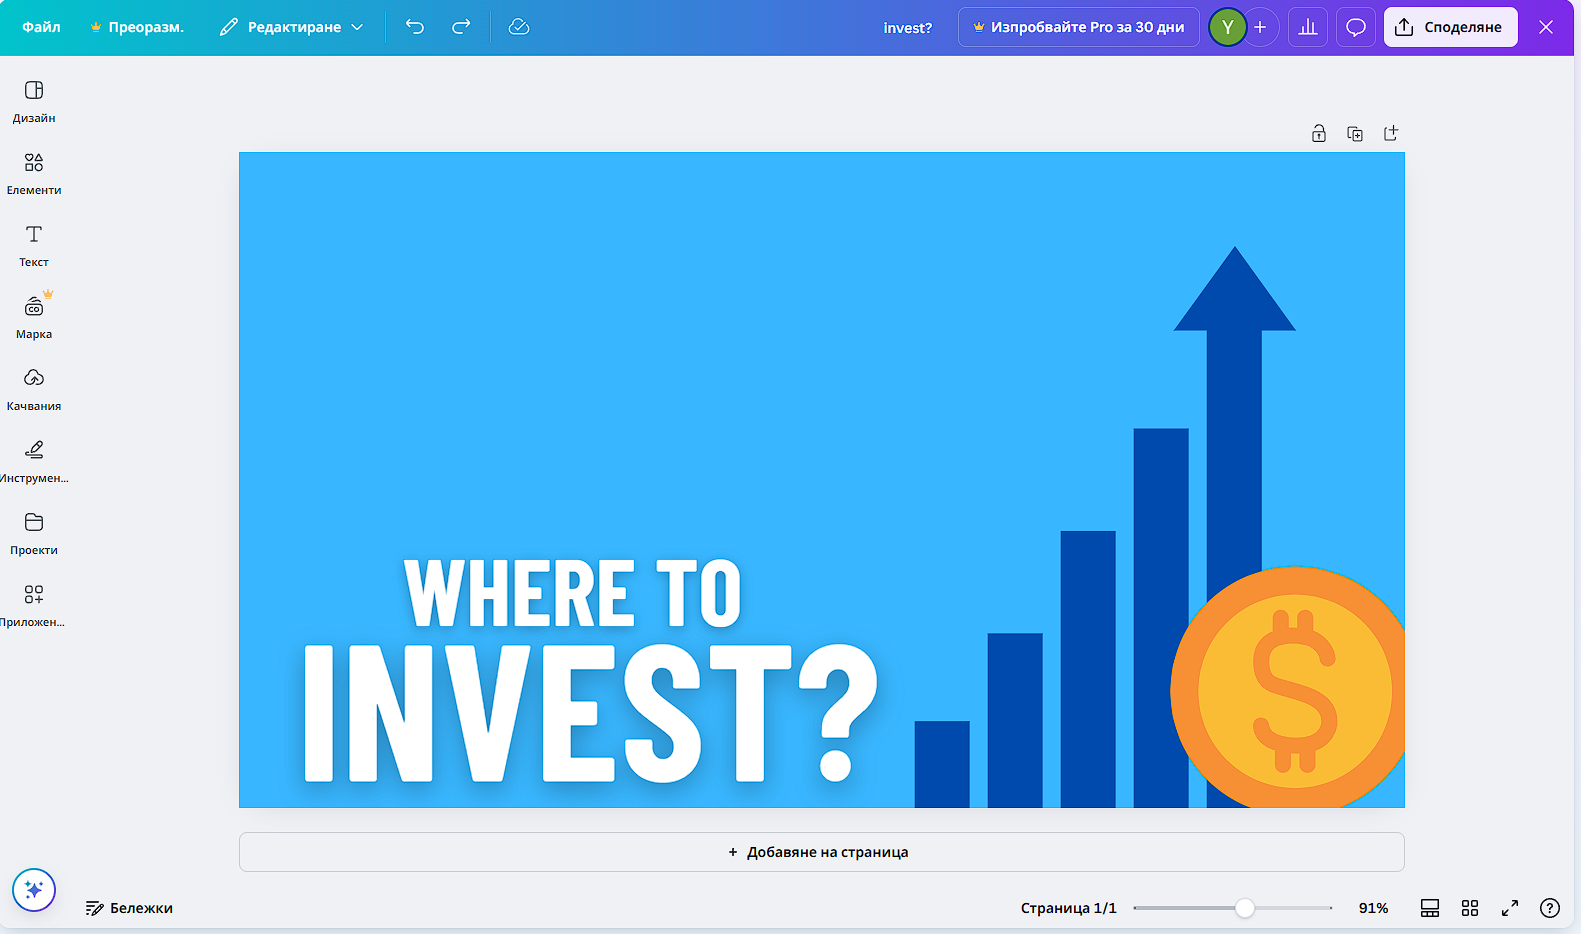 Файл
Преоразм.
Редактиране
invest?
Изпробвайте Pro за 30 дни
Y
Споделяне
Дизайн
Елементи
Текст
Марка
Качвания
Инструмен...
Проекти
Приложен...
WHERE TO
INVEST?
$
+ Добавяне на страница
Бележки
Страница 1/1
91%